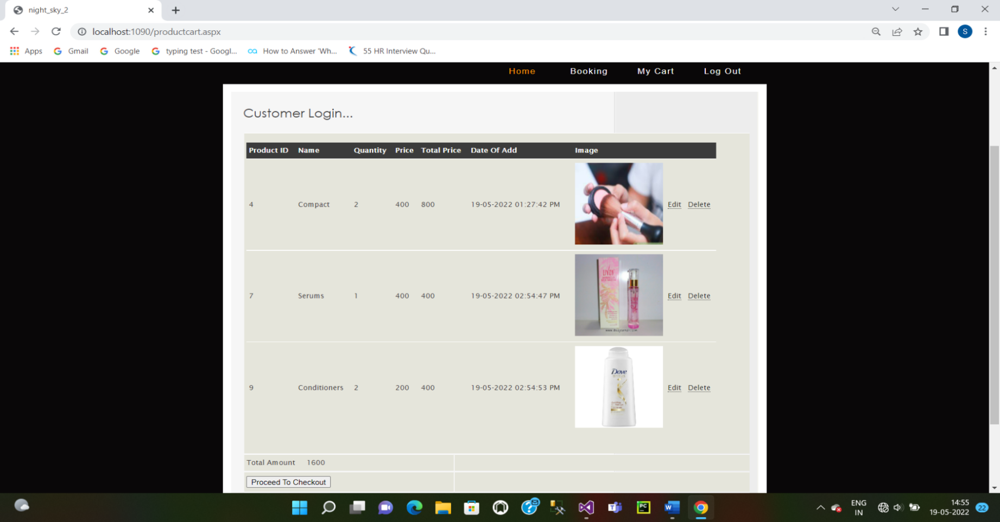 night_sky_2
localhost:1090/productcart.aspx
Apps Gmail Google typing test - Googl... How to Answer 'Wh... 55 HR Interview Qu...
S
Home Booking My Cart Log Out
Customer Login...
Product ID Name Quantity Price Total Price Date Of Add Image
4 Compact 2 400 800 19-05-2022 01:27:42 PM Edit Delete
7 Serums 1 400 400 19-05-2022 02:54:47 PM Edit Delete
LIVON
9 Conditioners 2 200 400 19-05-2022 02:54:53 PM Edit Delete
Dove
Total Amount 1600
Proceed To Checkout
ENG
IN
14:55
19-05-2022
22